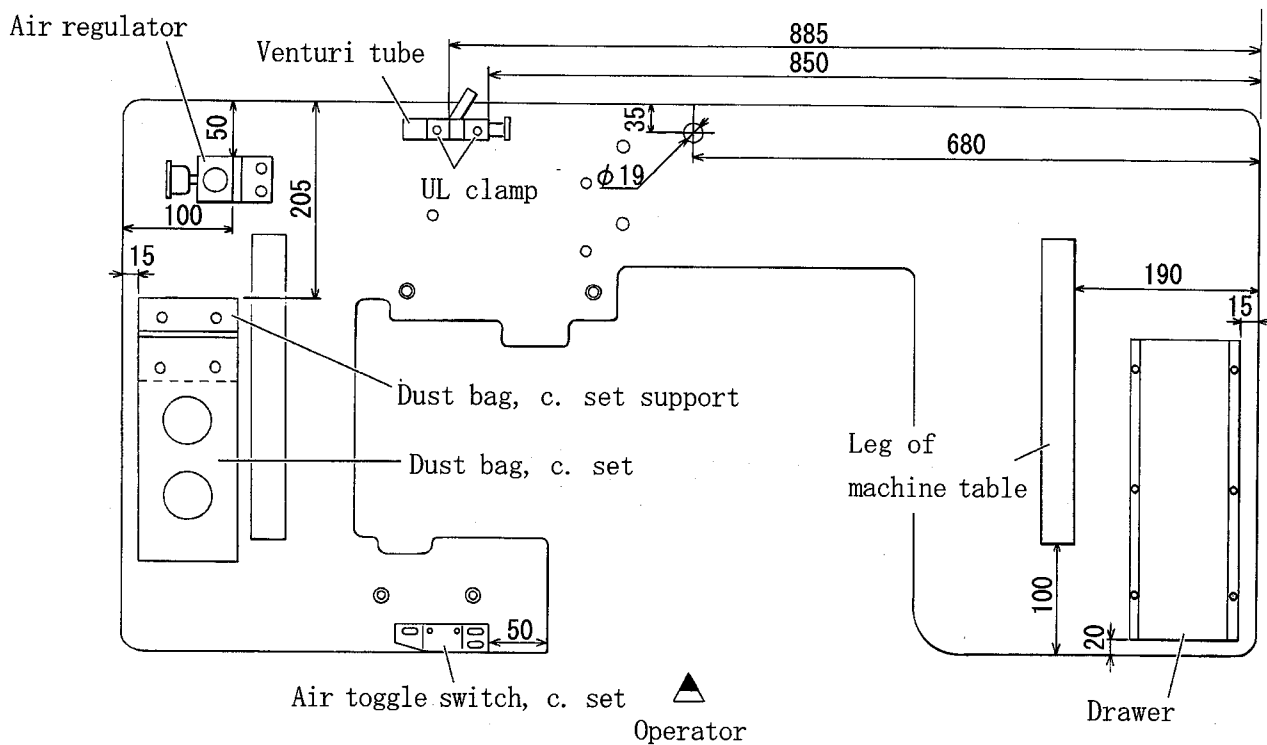 885
Air regulator
Venturi tube
850
50
35
680
205
φ19
UL clamp
100
15
190
15
Dust bag, c. set support
Dust bag, c. set
Leg of
machine table
100
20
50
Air toggle switch, c. set
Operator
Drawer